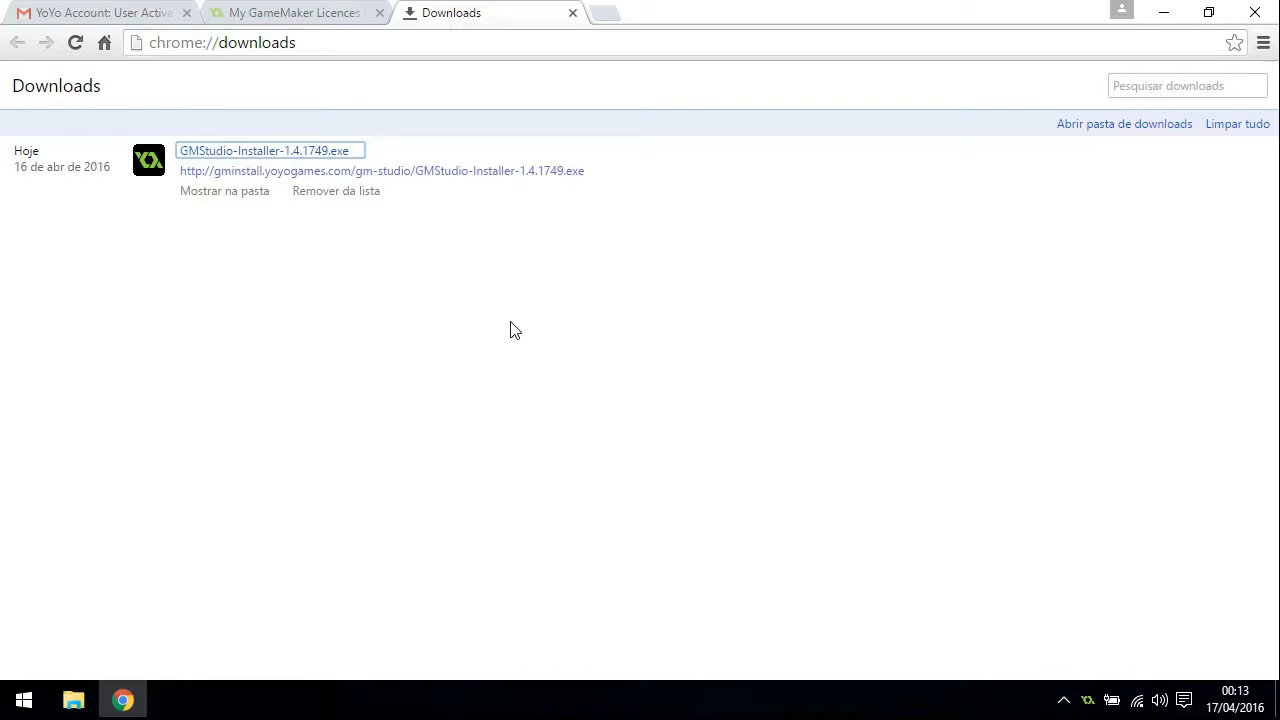 YoYo Account: User Activa
My GameMaker Licences
Downloads
chrome://downloads
Downloads
Pesquisar downloads
Abrir pasta de downloads
Limpar tudo
Hoje
16 de abr de 2016
GMStudio-Installer-1.4.1749.exe
http://gminstall.yoyogames.com/gm-studio/GMStudio-Installer-1.4.1749.exe
Mostrar na pasta
Remover da lista
00:13
17/04/2016